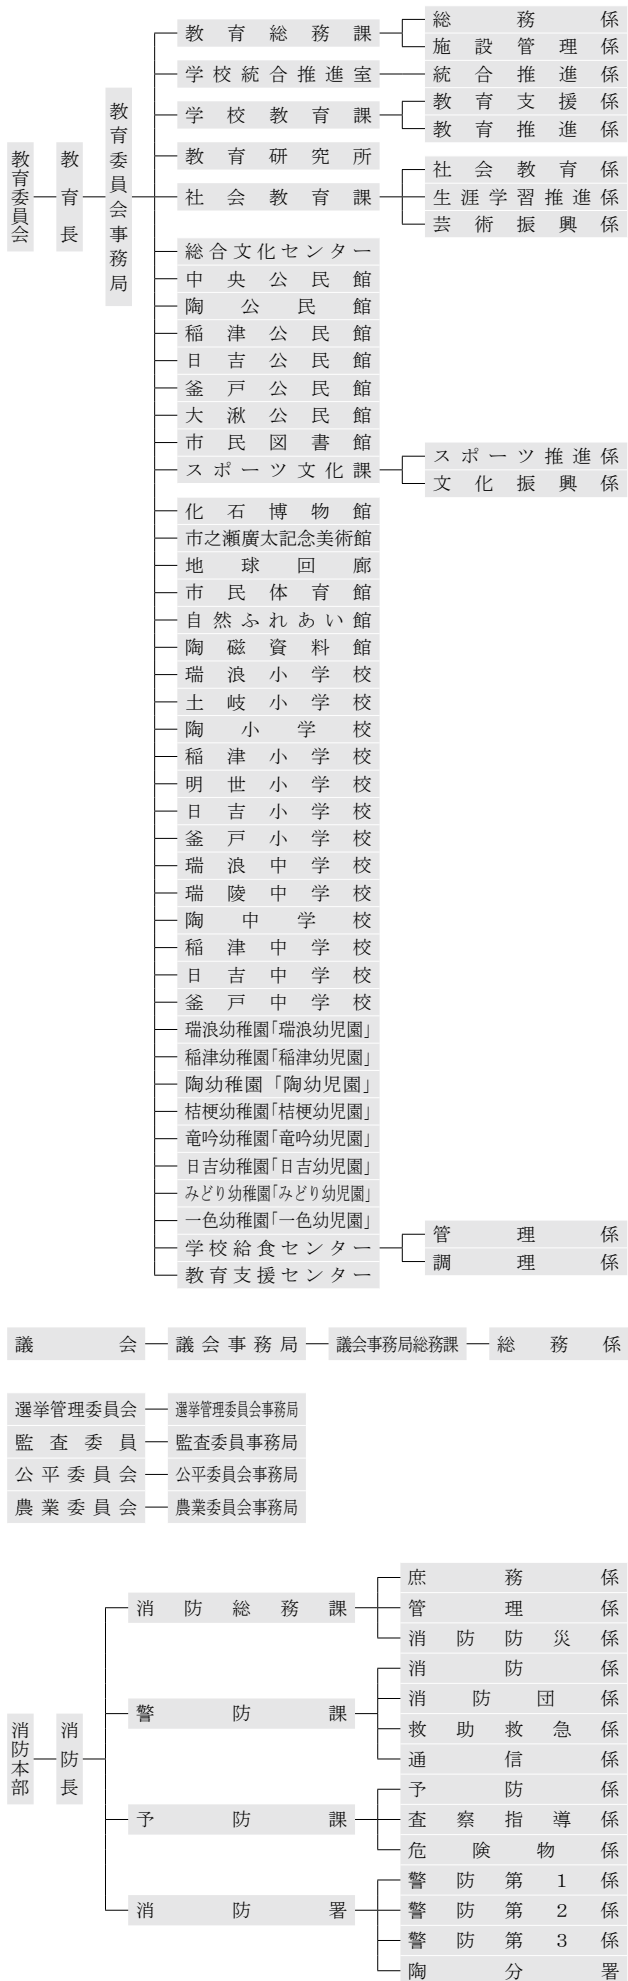 教育委員会
教育長
教育委員会事務局
教育総務課
総務係
施設管理係
学校統合推進室
統合推進係
学校教育課
教育支援係
教育推進係
教育研究所
社会教育課
社会教育係
生涯学習推進係
芸術振興係
総合文化センター
中央公民館
陶公民館
稲津公民館
日吉公民館
釜戸公民館
大湫公民館
市民図書館
スポーツ文化課
スポーツ推進係
文化振興係
化石博物館
市之瀬廣太記念美術館
地球回廊
市民体育館
自然ふれあい館
陶磁資料館
瑞浪小学校
土岐小学校
陶小学校
稲津小学校
明世小学校
日吉小学校
釜戸小学校
瑞浪中学校
瑞陵中学校
陶中学校
稲津中学校
日吉中学校
釜戸中学校
瑞浪幼稚園「瑞浪幼児園」
稲津幼稚園「稲津幼児園」
陶幼稚園「陶幼児園」
桔梗幼稚園「桔梗幼児園」
竜吟幼稚園「竜吟幼児園」
日吉幼稚園「日吉幼児園」
みどり幼稚園「みどり幼児園」
一色幼稚園「一色幼児園」
学校給食センター
管理係
調理係
教育支援センター
議会
議会事務局
議会事務局総務課
総務係
選挙管理委員会
選挙管理委員会事務局
監査委員
監査委員事務局
公平委員会
公平委員会事務局
農業委員会
農業委員会事務局
消防本部
消防長
消防総務課
庶務係
管理係
消防防災係
警防課
消防係
消防団係
救助救急係
通信係
予防課
予防係
査察指導係
危険物係
消防署
警防第1係
警防第2係
警防第3係
陶分署